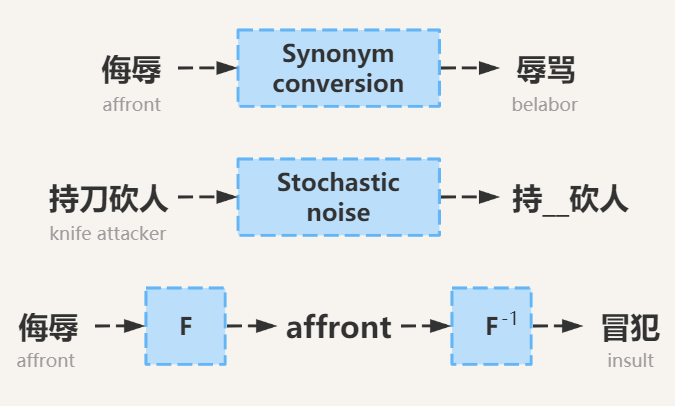 侮辱
affront
Synonym
conversion
辱骂
belabor
持刀砍人
knife attacker
Stochastic
noise
持__砍人
侮辱
affront
F
affront
F⁻¹
冒犯
insult